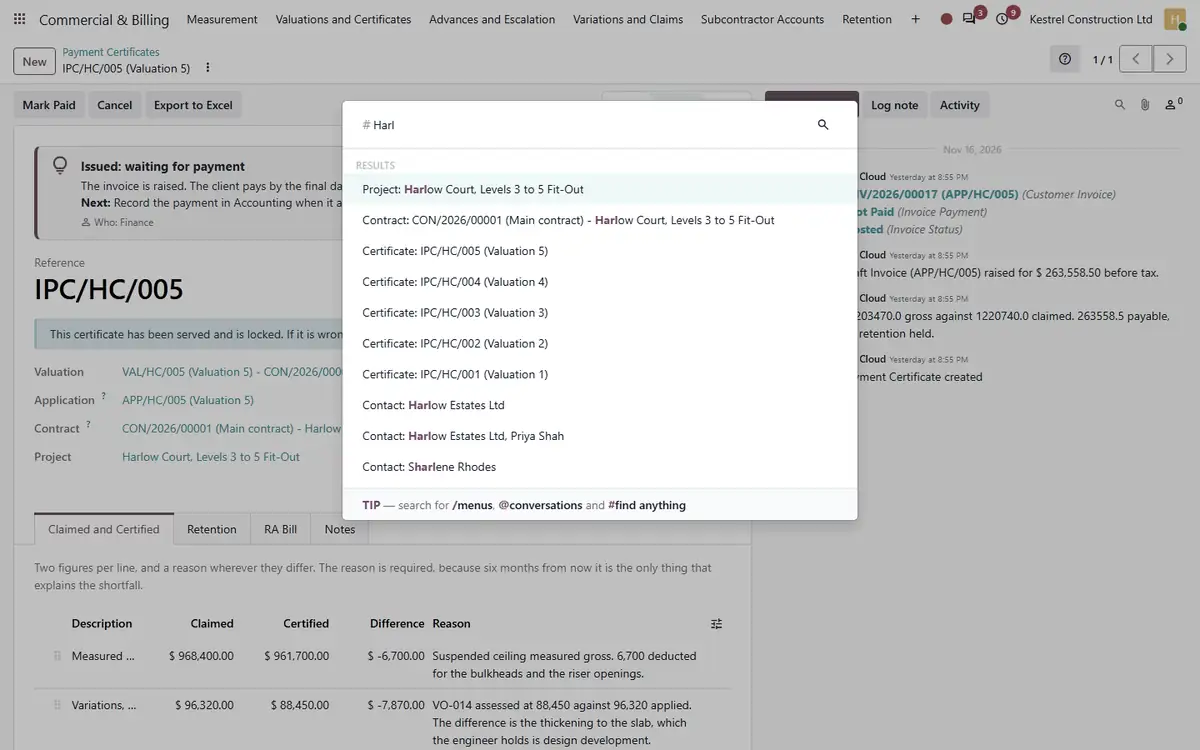 Commercial & Billing Measurement Valuations and Certificates Advances and Escalation Variations and Claims Subcontractor Accounts Retention + 3 9 Kestrel Construction Ltd H
New
Payment Certificates
IPC/HC/005 (Valuation 5)
1 / 1
Mark Paid Cancel Export to Excel
Log note Activity 0
# Harl
RESULTS
Project: Harlow Court, Levels 3 to 5 Fit-Out
Contract: CON/2026/00001 (Main contract) - Harlow Court, Levels 3 to 5 Fit-Out
Certificate: IPC/HC/005 (Valuation 5)
Certificate: IPC/HC/004 (Valuation 4)
Certificate: IPC/HC/003 (Valuation 3)
Certificate: IPC/HC/002 (Valuation 2)
Certificate: IPC/HC/001 (Valuation 1)
Contact: Harlow Estates Ltd
Contact: Harlow Estates Ltd, Priya Shah
Contact: Sharlene Rhodes
TIP — search for /menus, @conversations and #find anything
Issued: waiting for payment
The invoice is raised. The client pays by the final da
Next: Record the payment in Accounting when it a
Who: Finance
Reference
IPC/HC/005
This certificate has been served and is locked. If it is wron
Valuation VAL/HC/005 (Valuation 5) - CON/2026/000
Application ? APP/HC/005 (Valuation 5)
Contract ? CON/2026/00001 (Main contract) - Harlow
Project Harlow Court, Levels 3 to 5 Fit-Out
Claimed and Certified Retention RA Bill Notes
Two figures per line, and a reason wherever they differ. The reason is required, because six months from now it is the only thing that
explains the shortfall.
Description Claimed Certified Difference Reason
Measured ... $ 968,400.00 $ 961,700.00 $ -6,700.00 Suspended ceiling measured gross. 6,700 deducted
for the bulkheads and the riser openings.
Variations, ... $ 96,320.00 $ 88,450.00 $ -7,870.00 VO-014 assessed at 88,450 against 96,320 applied.
The difference is the thickening to the slab, which
the engineer holds is design development.
Nov 16, 2026
Cloud Yesterday at 8:55 PM
V/2026/00017 (APP/HC/005) (Customer Invoice)
ot Paid (Invoice Payment)
sted (Invoice Status)
Cloud Yesterday at 8:55 PM
aft Invoice (APP/HC/005) raised for $ 263,558.50 before tax.
Cloud Yesterday at 8:55 PM
203470.0 gross against 1220740.0 claimed. 263558.5 payable,
retention held.
Cloud Yesterday at 8:55 PM
yment Certificate created